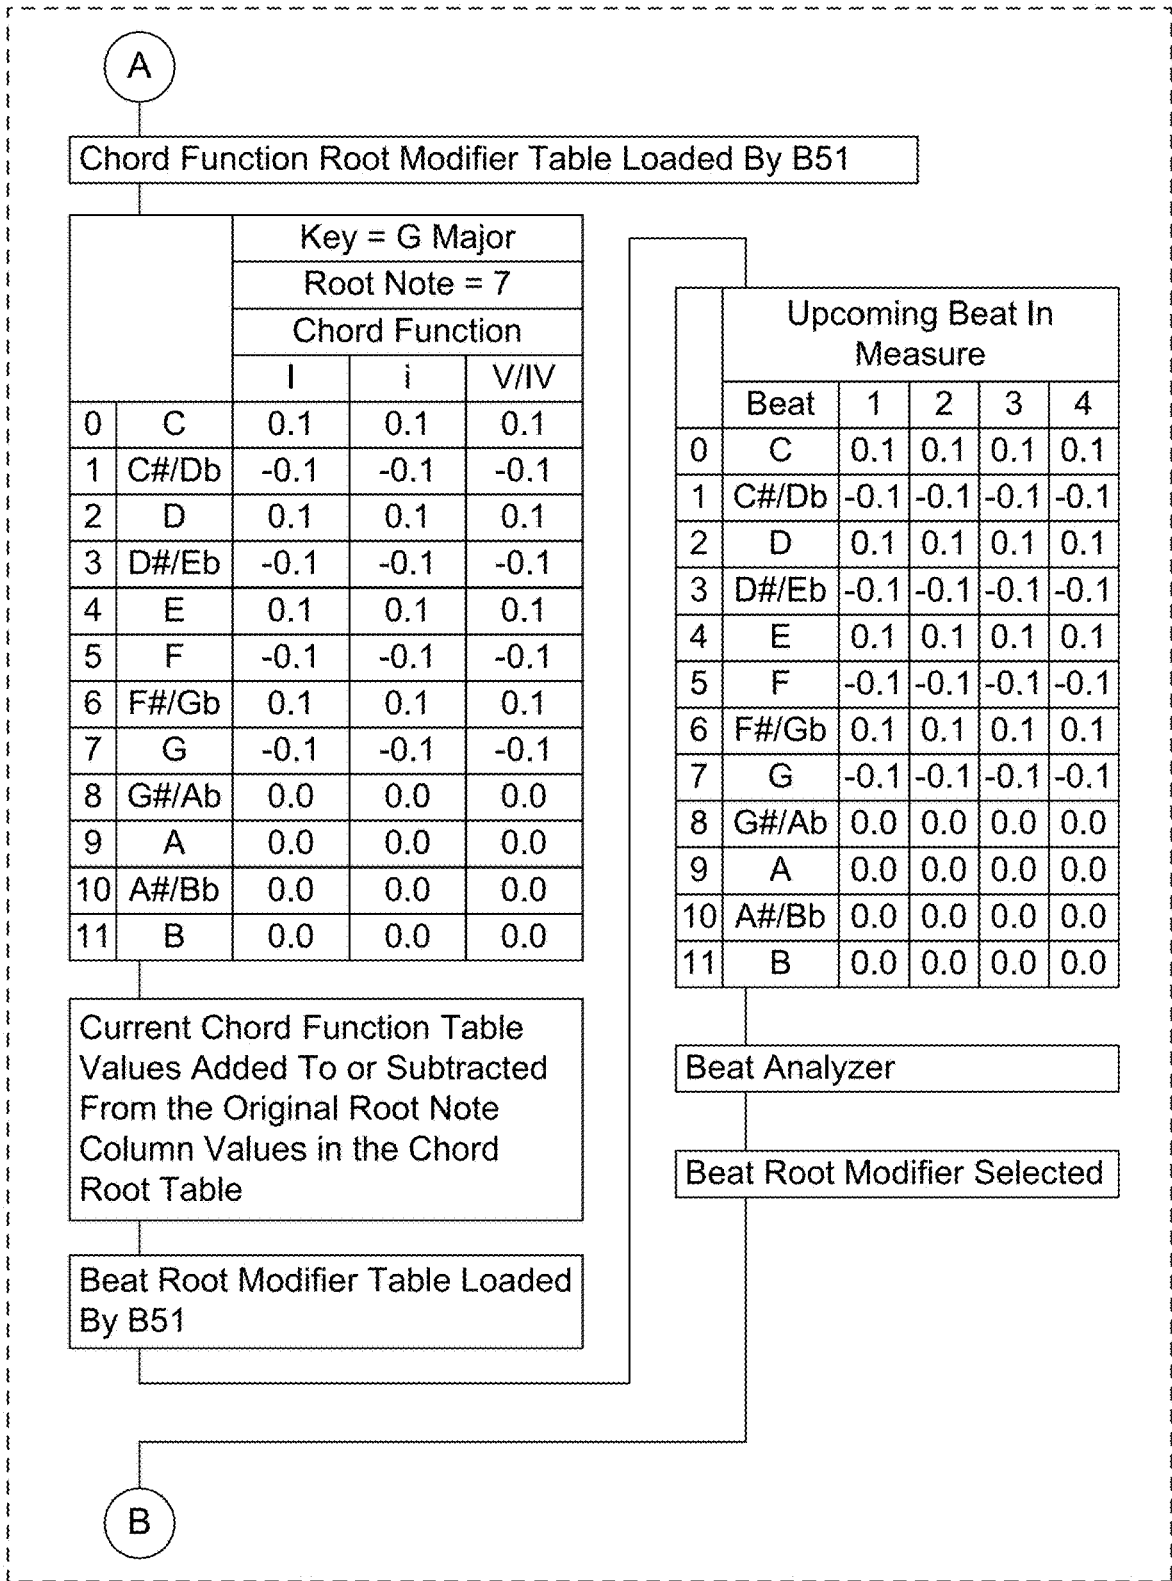 A
Chord Function Root Modifier Table Loaded By B51
Key = G Major
Root Note = 7
Chord Function
I i V/IV
0 C 0.1 0.1 0.1
1 C#/Db -0.1 -0.1 -0.1
2 D 0.1 0.1 0.1
3 D#/Eb -0.1 -0.1 -0.1
4 E 0.1 0.1 0.1
5 F -0.1 -0.1 -0.1
6 F#/Gb 0.1 0.1 0.1
7 G -0.1 -0.1 -0.1
8 G#/Ab 0.0 0.0 0.0
9 A 0.0 0.0 0.0
10 A#/Bb 0.0 0.0 0.0
11 B 0.0 0.0 0.0
Current Chord Function Table
Values Added To or Subtracted
From the Original Root Note
Column Values in the Chord
Root Table
Beat Root Modifier Table Loaded
By B51
Upcoming Beat In
Measure
Beat 1 2 3 4
0 C 0.1 0.1 0.1 0.1
1 C#/Db -0.1 -0.1 -0.1 -0.1
2 D 0.1 0.1 0.1 0.1
3 D#/Eb -0.1 -0.1 -0.1 -0.1
4 E 0.1 0.1 0.1 0.1
5 F -0.1 -0.1 -0.1 -0.1
6 F#/Gb 0.1 0.1 0.1 0.1
7 G -0.1 -0.1 -0.1 -0.1
8 G#/Ab 0.0 0.0 0.0 0.0
9 A 0.0 0.0 0.0 0.0
10 A#/Bb 0.0 0.0 0.0 0.0
11 B 0.0 0.0 0.0 0.0
Beat Analyzer
Beat Root Modifier Selected
B